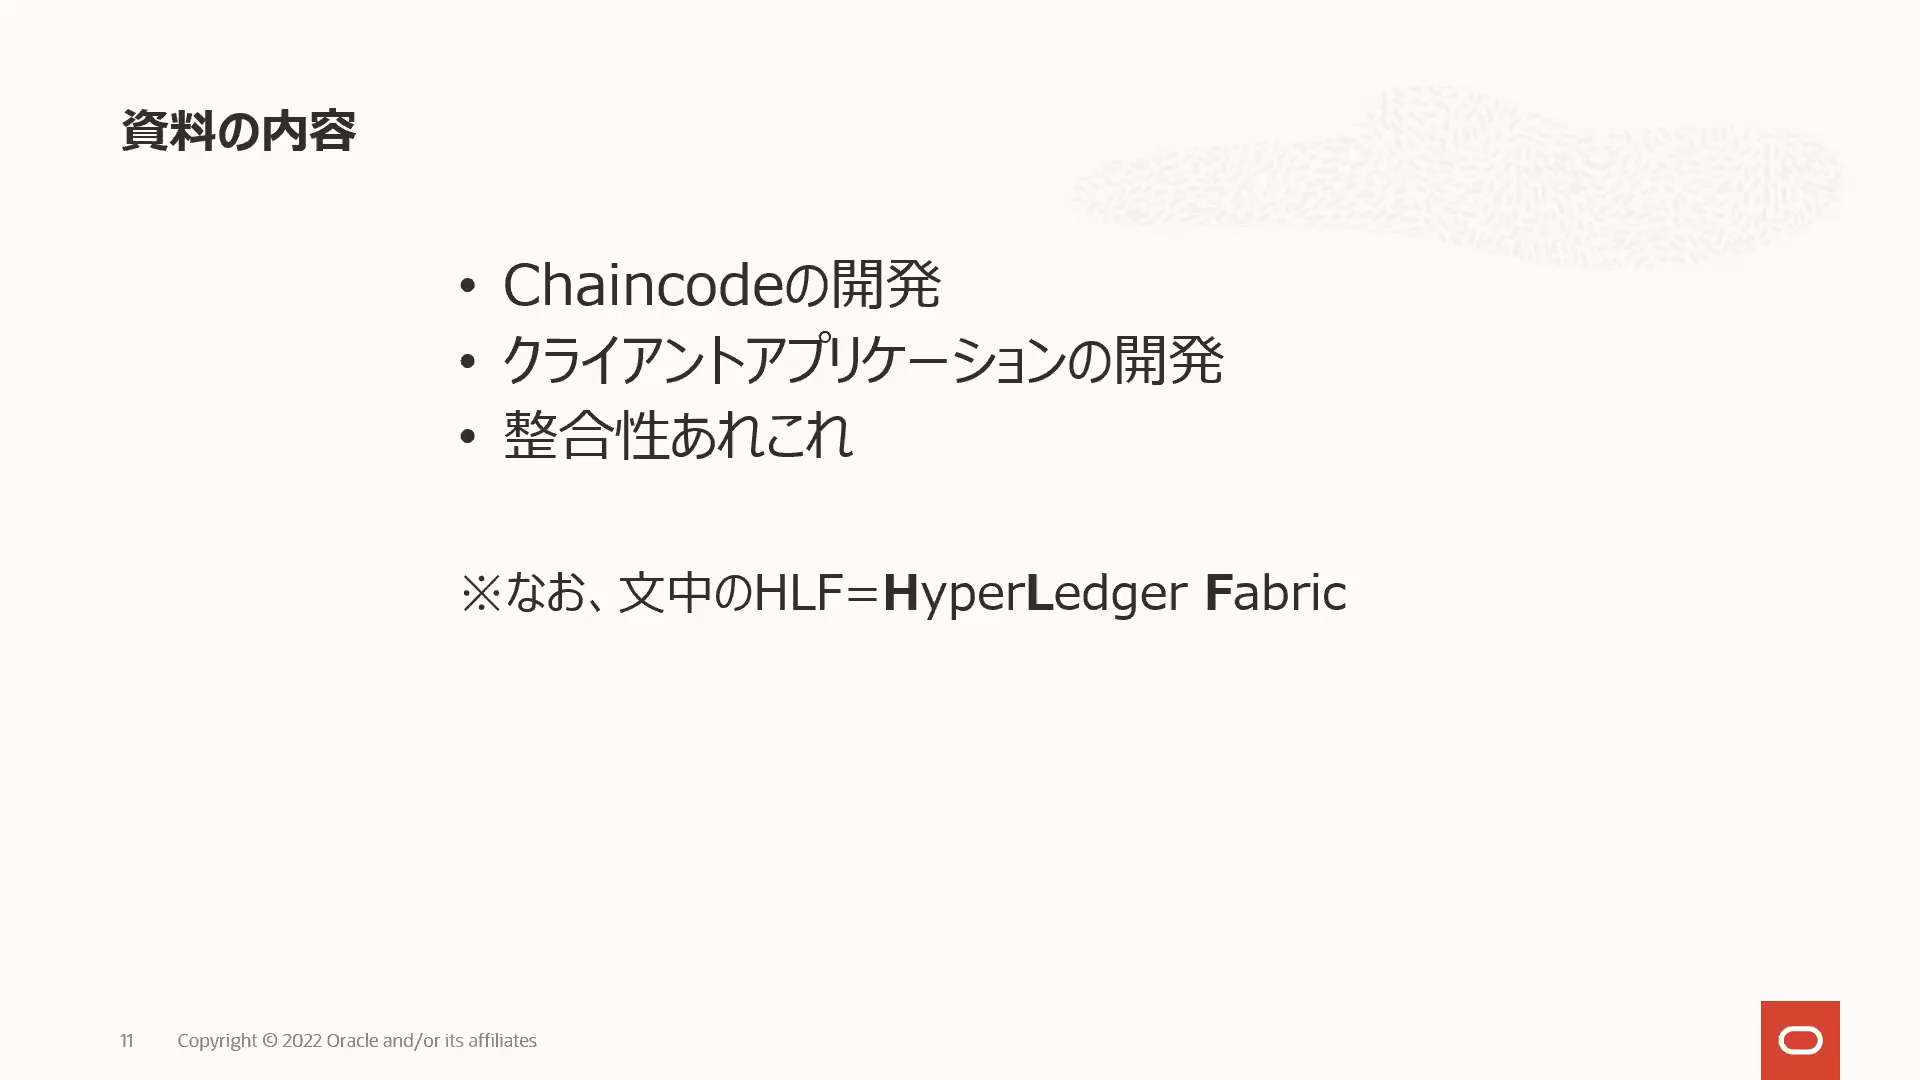 資料の内容
• Chaincodeの開発
• クライアントアプリケーションの開発
• 整合性あれこれ
※なお、文中のHLF=HyperLedger Fabric
11 Copyright © 2022 Oracle and/or its affiliates